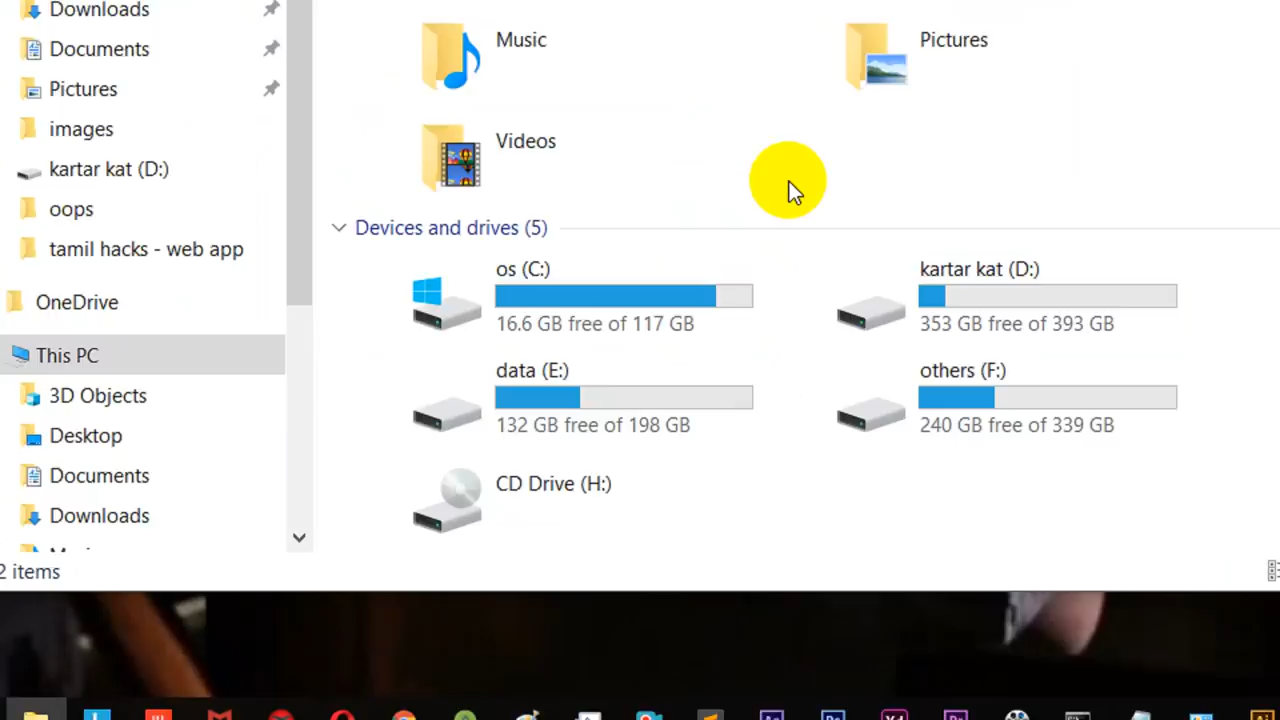 Downloads
Documents
Pictures
images
kartar kat (D:)
oops
tamil hacks - web app
OneDrive
This PC
3D Objects
Desktop
Documents
Downloads
Music
Pictures
Videos
Devices and drives (5)
os (C:)
16.6 GB free of 117 GB
kartar kat (D:)
353 GB free of 393 GB
data (E:)
132 GB free of 198 GB
others (F:)
240 GB free of 339 GB
CD Drive (H:)
2 items